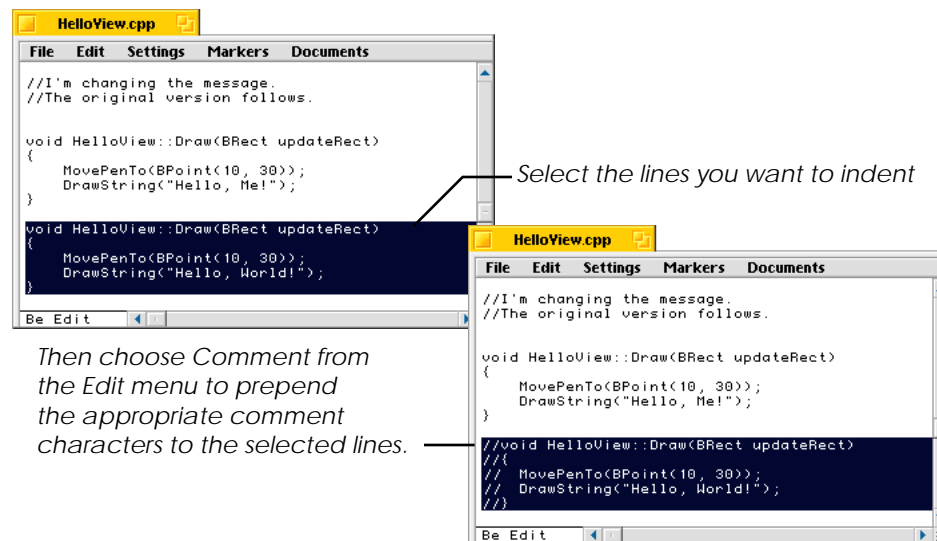 HelloView.cpp
File Edit Settings Markers Documents
//I'm changing the message.
//The original version follows.
void HelloView::Draw(BRect updateRect)
{
    MovePenTo(BPoint(10, 30));
    DrawString("Hello, Me!");
}
void HelloView::Draw(BRect updateRect)
{
    MovePenTo(BPoint(10, 30));
    DrawString("Hello, World!");
}
Be Edit
Select the lines you want to indent
Then choose Comment from
the Edit menu to prepend
the appropriate comment
characters to the selected lines.
HelloView.cpp
File Edit Settings Markers Documents
//I'm changing the message.
//The original version follows.
void HelloView::Draw(BRect updateRect)
{
    MovePenTo(BPoint(10, 30));
    DrawString("Hello, Me!");
}
//void HelloView::Draw(BRect updateRect)
//{
//  MovePenTo(BPoint(10, 30));
//  DrawString("Hello, World!");
//}
Be Edit